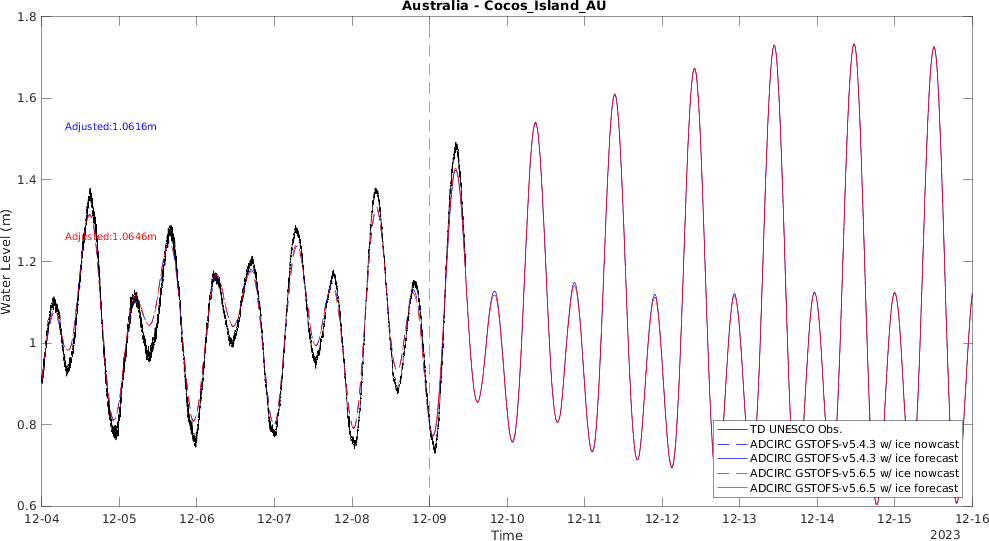 Australia - Cocos_Island_AU
1.8
1.6
1.4
1.2
1
0.8
0.6
Water Level (m)
Adjusted:1.0616m
Adjusted:1.0646m
TD UNESCO Obs.
ADCIRC GSTOFS-v5.4.3 w/ ice nowcast
ADCIRC GSTOFS-v5.4.3 w/ ice forecast
ADCIRC GSTOFS-v5.6.5 w/ ice nowcast
ADCIRC GSTOFS-v5.6.5 w/ ice forecast
12-04 12-05 12-06 12-07 12-08 12-09 12-10 12-11 12-12 12-13 12-14 12-15 12-16
Time
2023